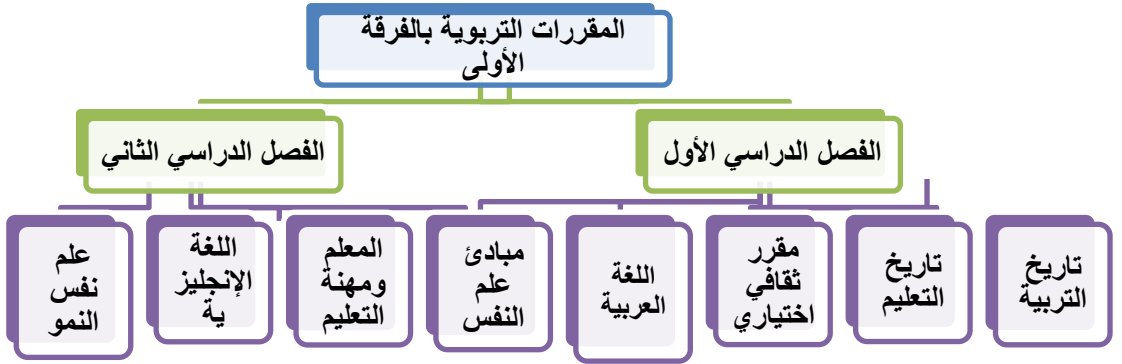 المقررات التربوية بالفرقة
الأولى
الفصل الدراسي الأول
الفصل الدراسي الثاني
تاريخ
التربية
تاريخ
التعليم
مقرر
ثقافي
اختياري
اللغة
العربية
مبادئ
علم
النفس
المعلم
ومهنة
التعليم
اللغة
الإنجليز
ية
علم
نفس
النمو